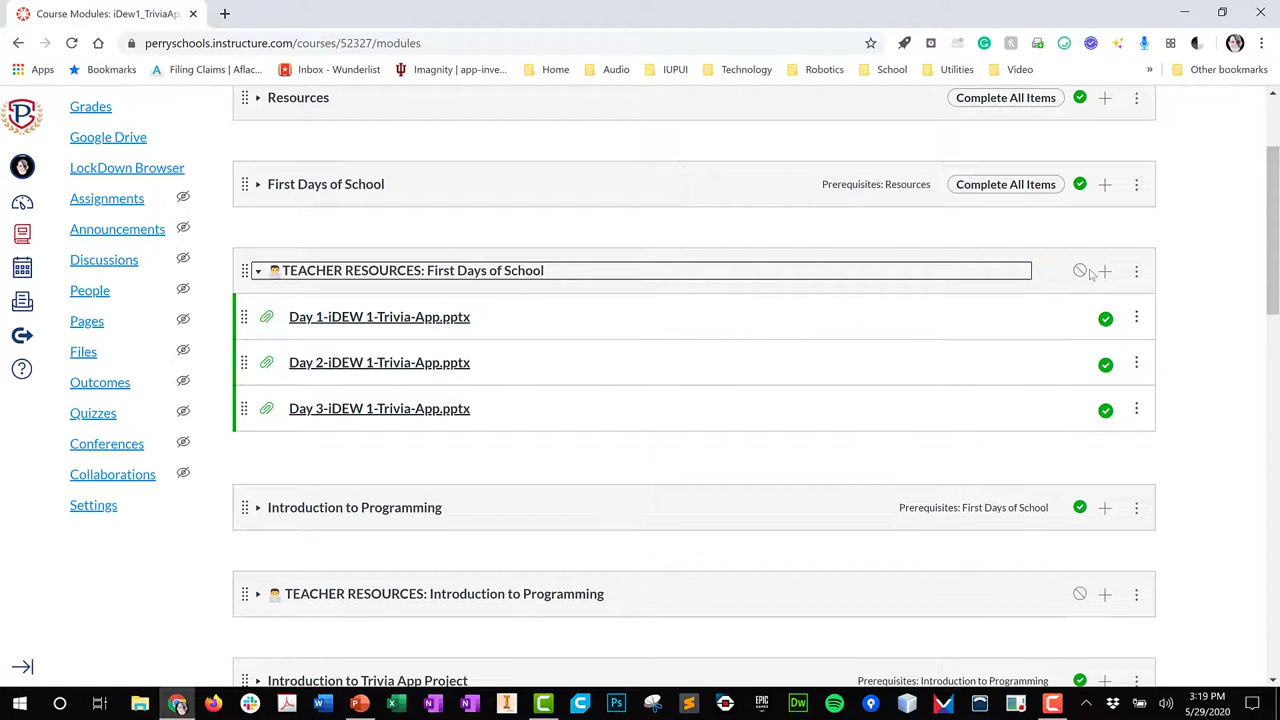 Course Modules: iDew1_TriviaAp
perryschools.instructure.com/courses/52327/modules
Apps
Bookmarks
Filing Claims | Aflac...
Inbox - Wunderlist
Imagnity | app-inve...
Home
Audio
IUPUI
Technology
Robotics
School
Utilities
Video
»
Other bookmarks
Grades
Google Drive
LockDown Browser
Assignments
Announcements
Discussions
People
Pages
Files
Outcomes
Quizzes
Conferences
Collaborations
Settings
Resources
Complete All Items
First Days of School
Prerequisites: Resources
Complete All Items
TEACHER RESOURCES: First Days of School
Day 1-iDEW 1-Trivia-App.pptx
Day 2-iDEW 1-Trivia-App.pptx
Day 3-iDEW 1-Trivia-App.pptx
Introduction to Programming
Prerequisites: First Days of School
TEACHER RESOURCES: Introduction to Programming
Introduction to Trivia App Project
Prerequisites: Introduction to Programming
3:19 PM
5/29/2020